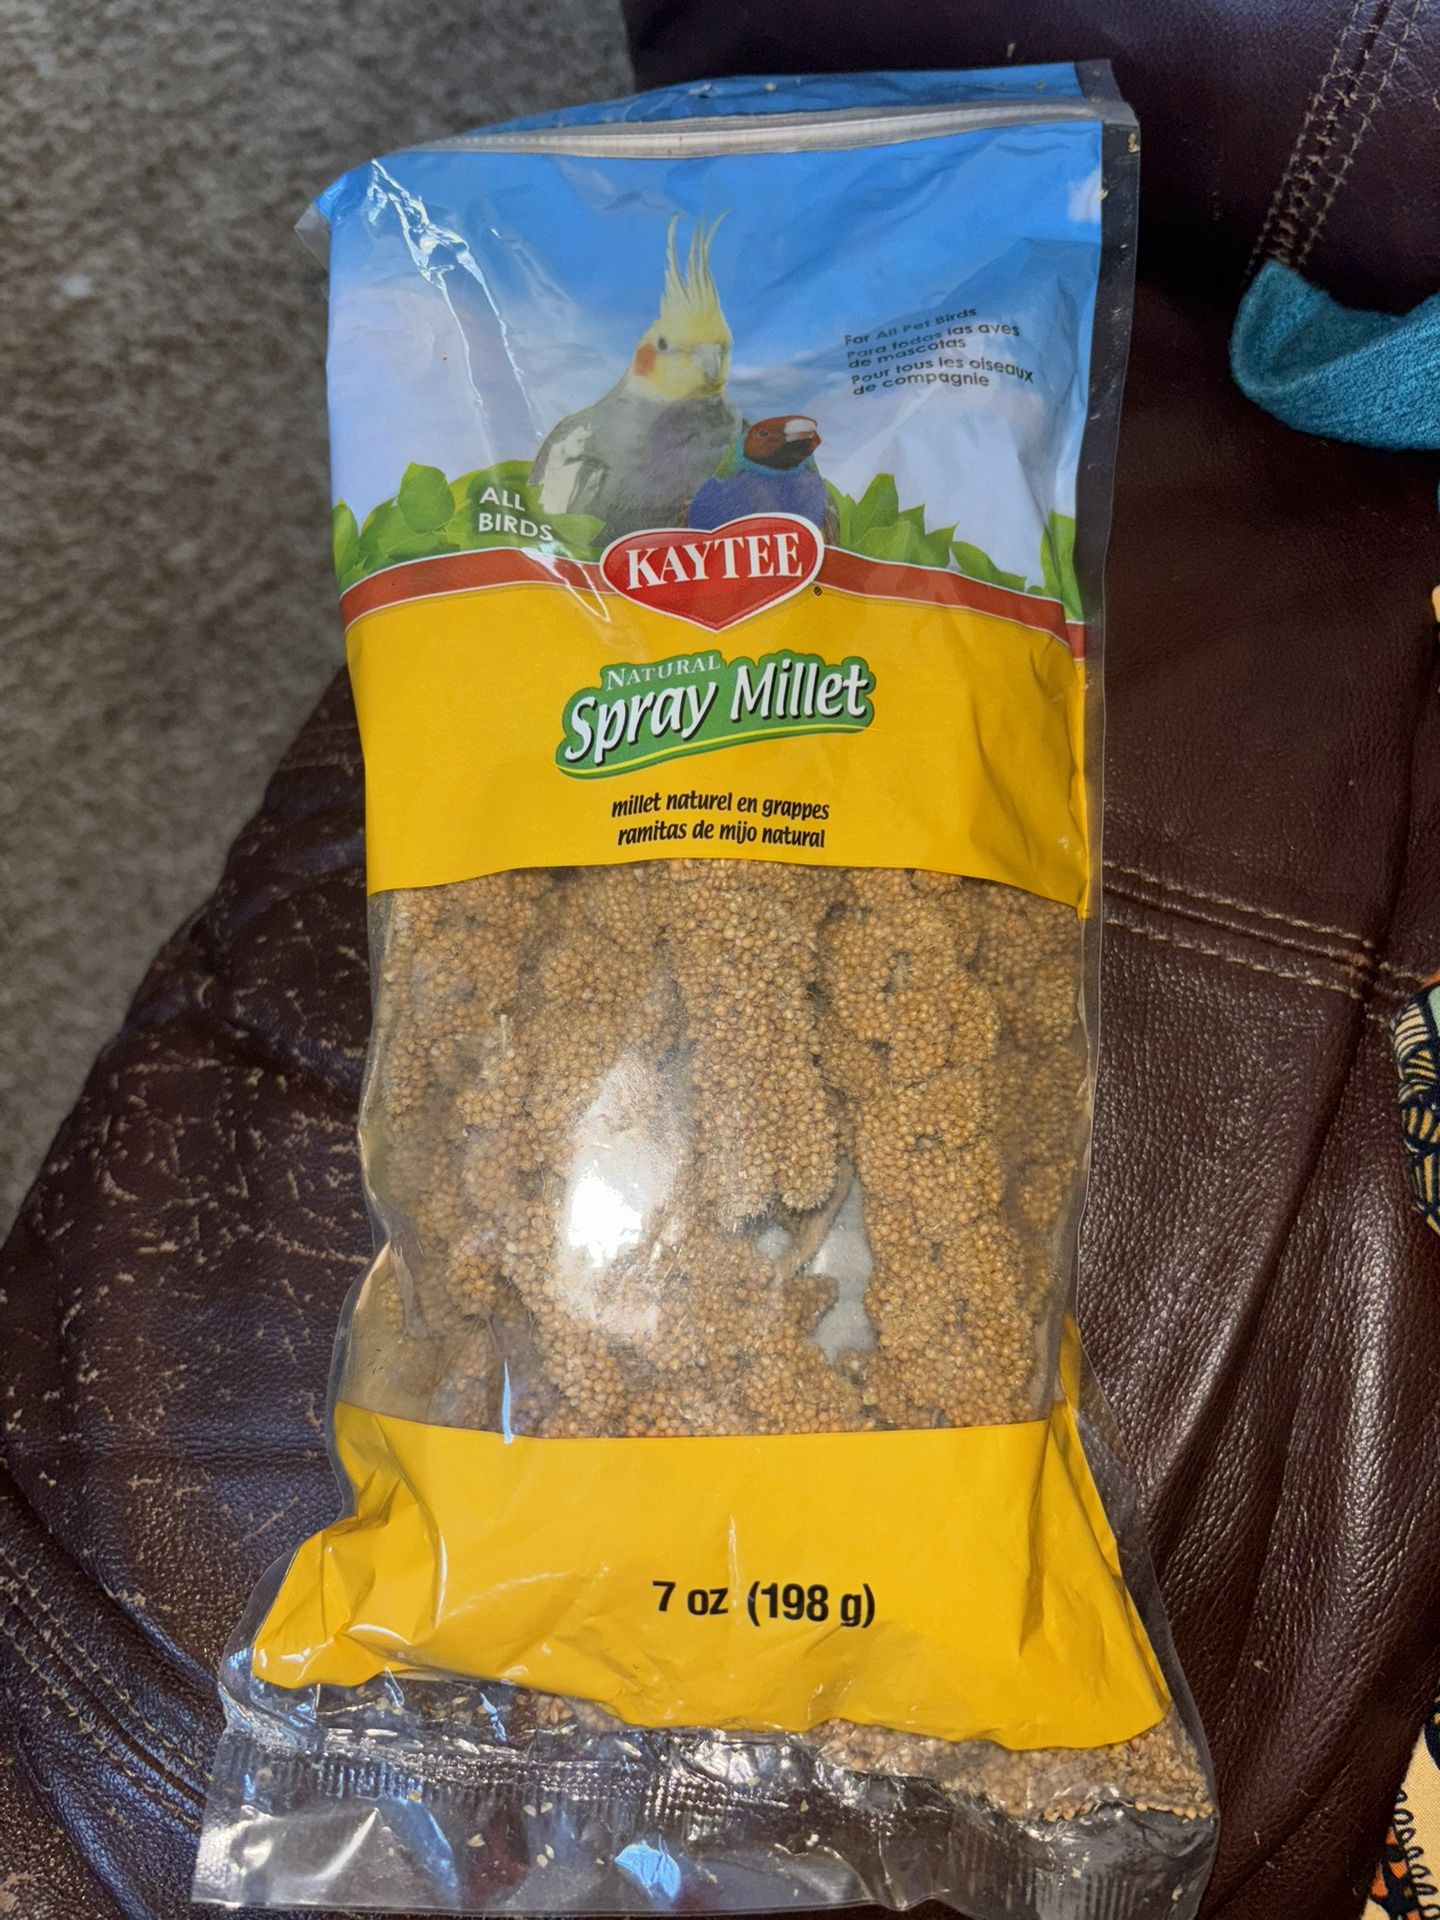 For All Pet Birds
Para todas las aves
de mascotas
Pour tous les oiseaux
de compagnie
ALL
BIRDS
KAYTEE
®
NATURAL
Spray Millet
millet naturel en grappes
ramitas de mijo natural
7 oz (198 g)